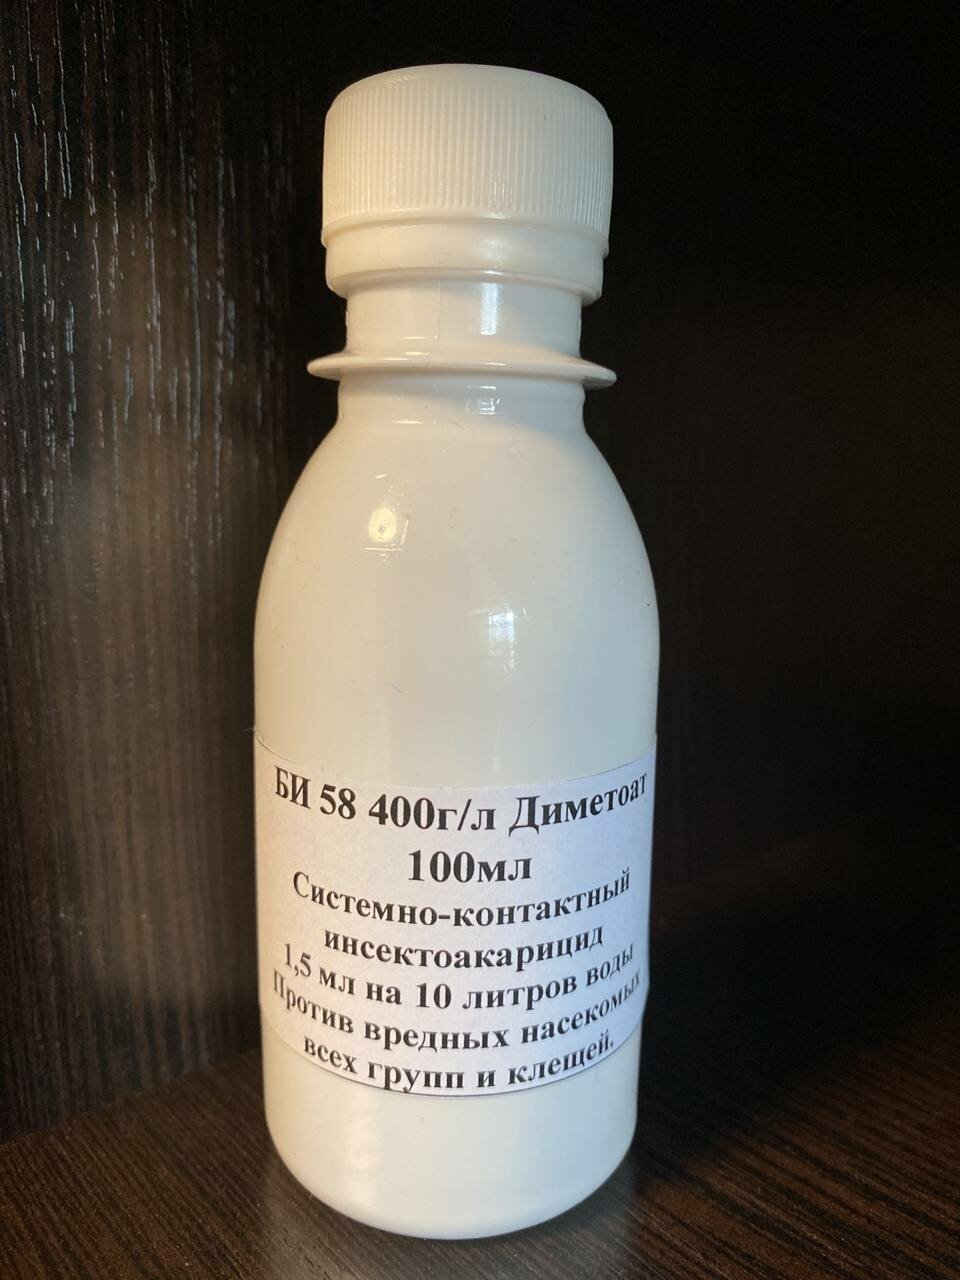 БИ 58 400г/л Диметоат
100мл
Системно-контактный
инсектоакарицид
1,5 мл на 10 литров воды
Против вредных насекомых
всех групп и клещей.